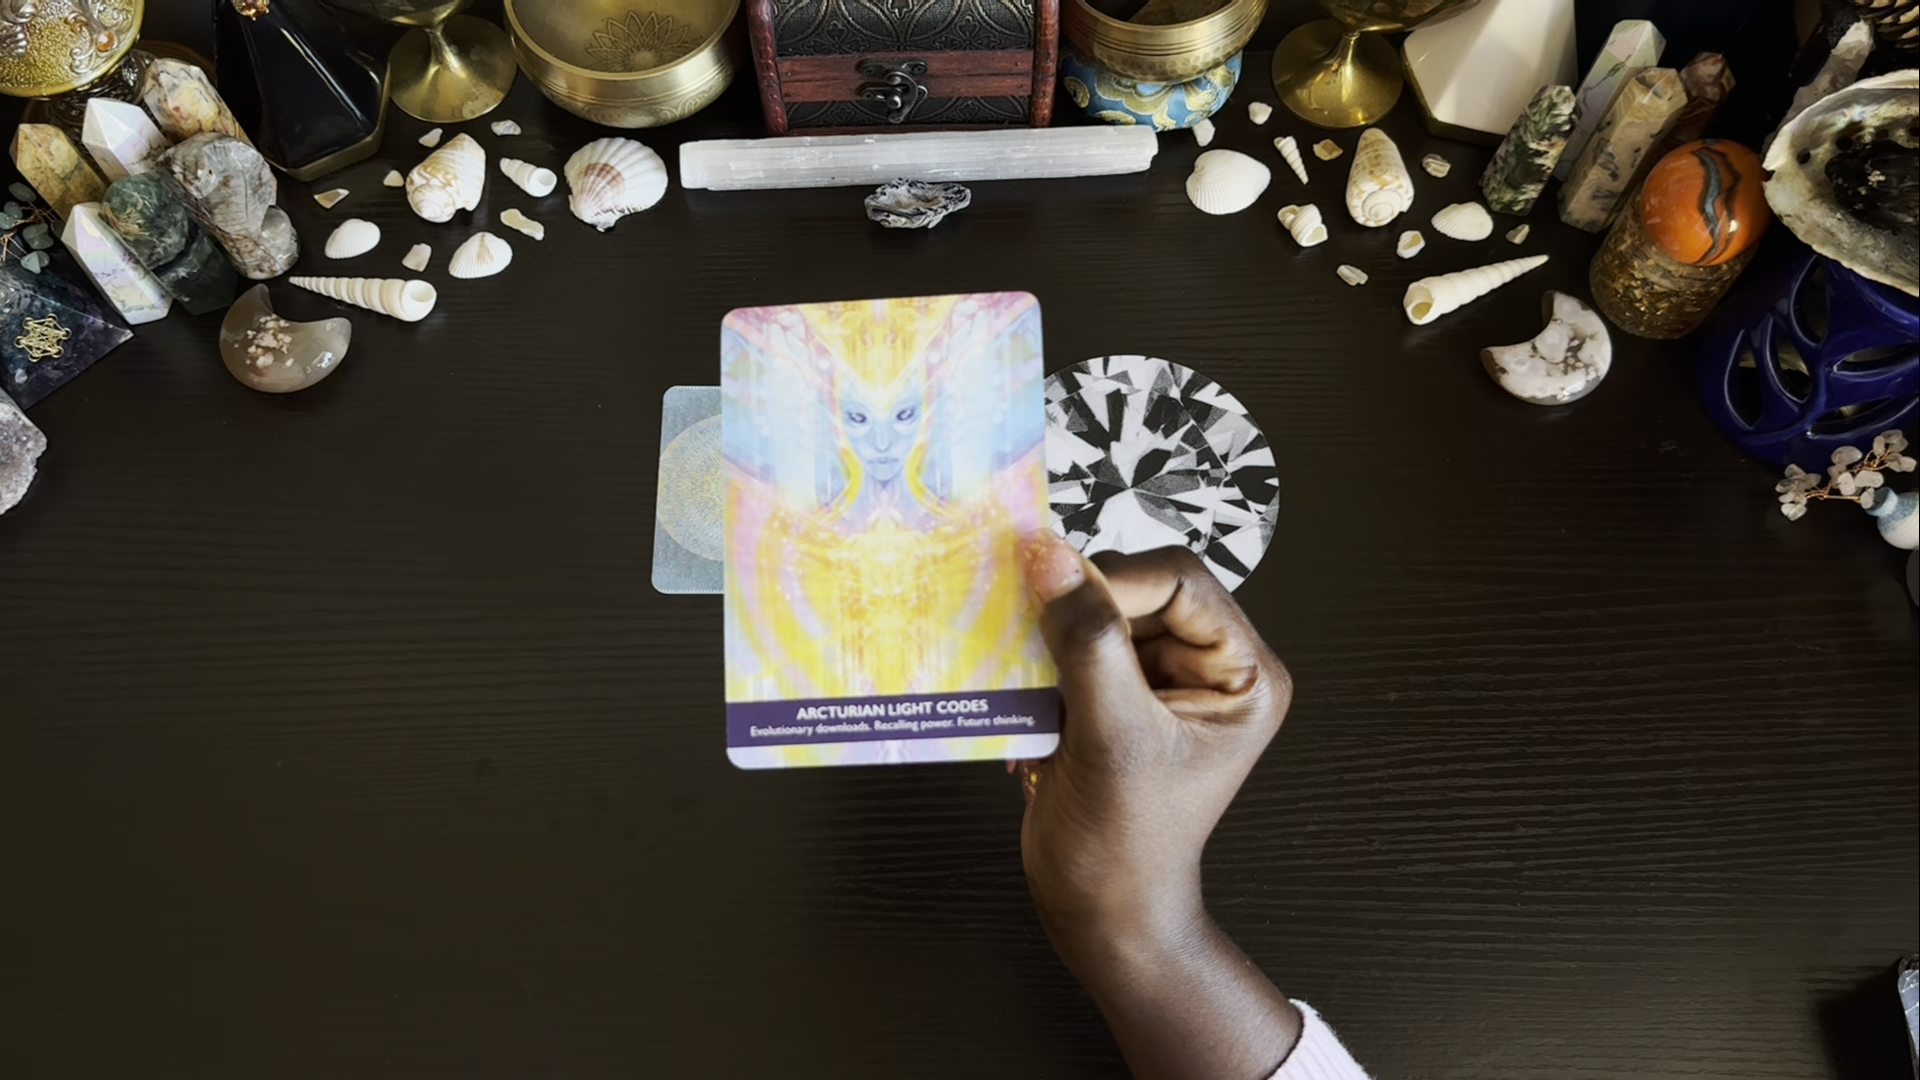 ARCTURIAN LIGHT CODES
Evolutionary downloads. Recalling power. Future thinking.